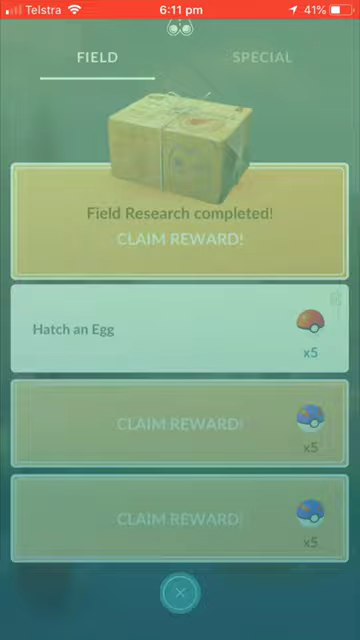 Telstra 6:11 pm 41%
FIELD SPECIAL
Field Research completed!
CLAIM REWARD!
Hatch an Egg
x5
CLAIM REWARD!
x5
CLAIM REWARD!
x5